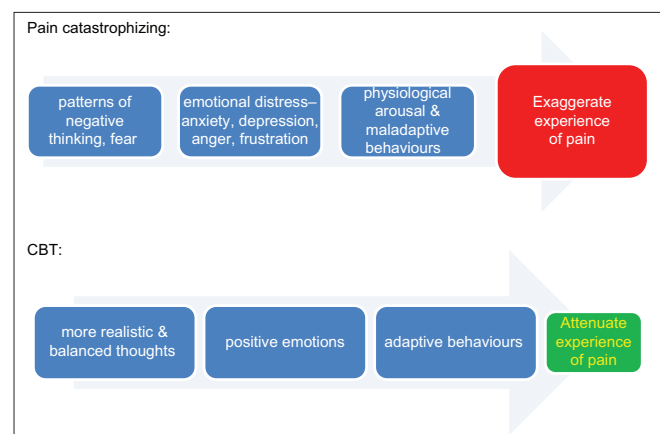 Pain catastrophizing:
patterns of
negative
thinking, fear
emotional distress–
anxiety, depression,
anger, frustration
physiological
arousal &
maladaptive
behaviours
Exaggerate
experience
of pain
CBT:
more realistic &
balanced thoughts
positive emotions
adaptive behaviours
Attenuate
experience
of pain